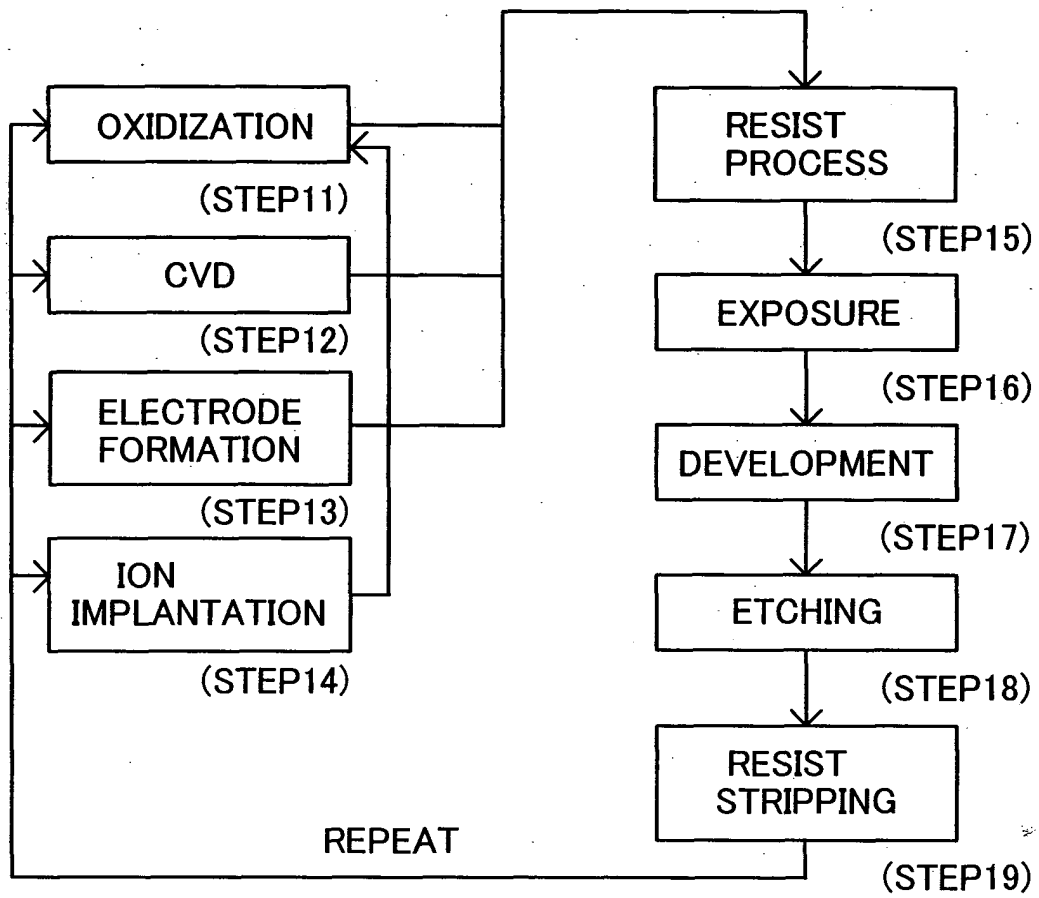 OXIDIZATION
(STEP11)
CVD
(STEP12)
ELECTRODE
FORMATION
(STEP13)
ION
IMPLANTATION
(STEP14)
RESIST
PROCESS
(STEP15)
EXPOSURE
(STEP16)
DEVELOPMENT
(STEP17)
ETCHING
(STEP18)
RESIST
STRIPPING
(STEP19)
REPEAT